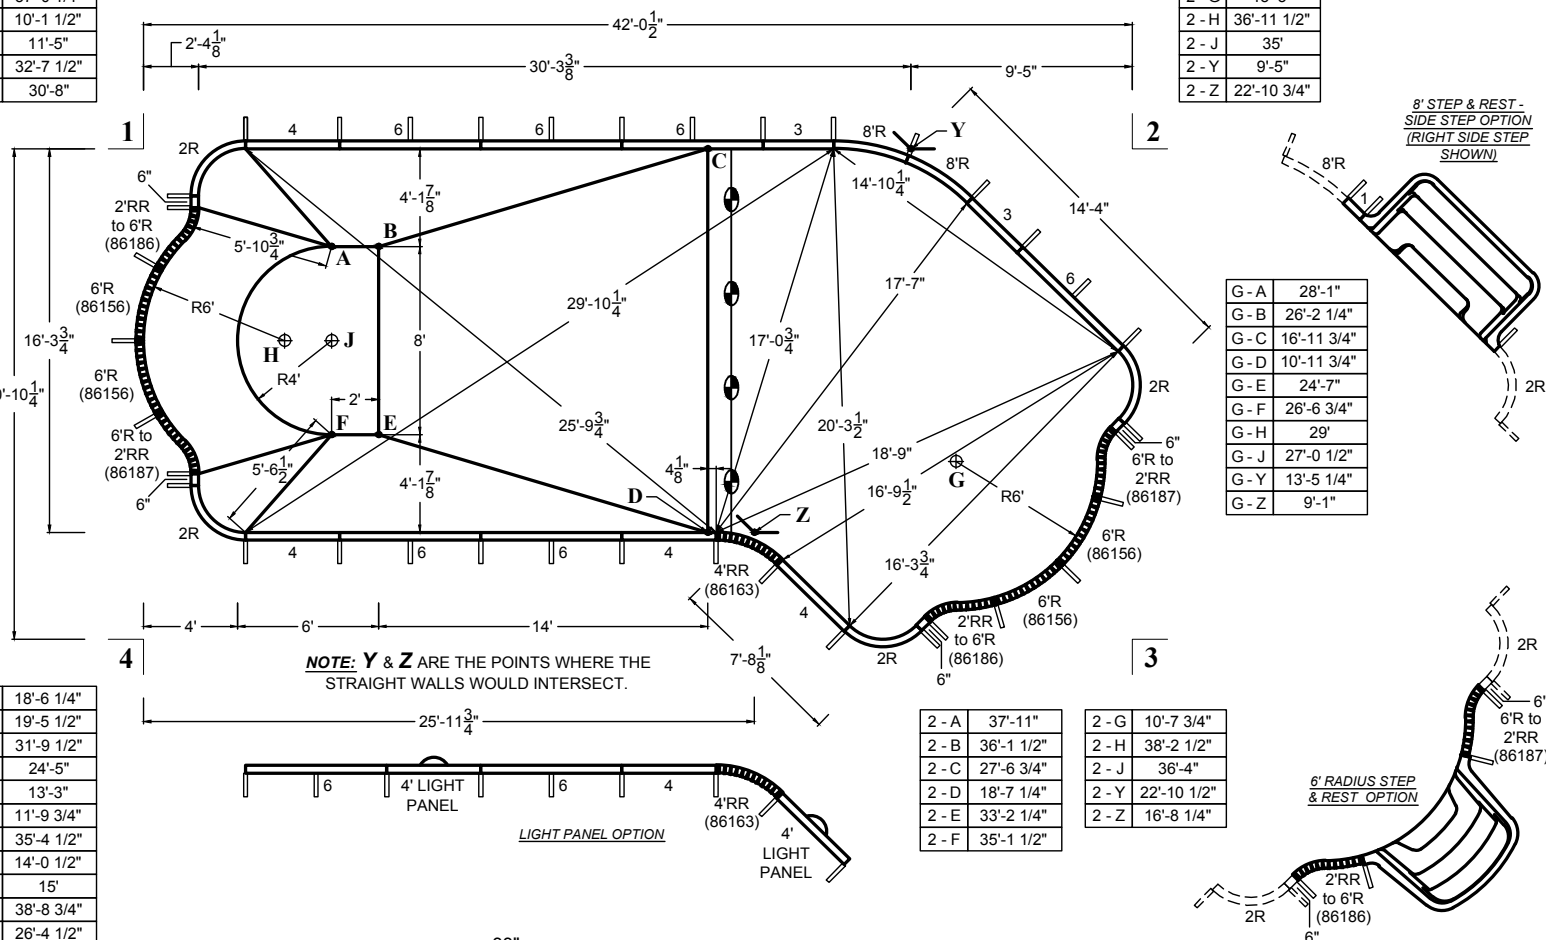 10'-1 1/2"
11'-5"
32'-7 1/2"
30'-8"
2 - H 36'-11 1/2"
2 - J 35'
2 - Y 9'-5"
2 - Z 22'-10 3/4"
42'-0 1/2"
2'-4 1/8"
30'-3 3/8"
9'-5"
1
2
4 6 6 6 3
8'R
Y
8'R
2R
C
14'-10 1/4"
14'-4"
3
6
6"
2'RR
to 6'R
(86186)
5'-10 3/4"
4'-1 7/8"
B
A
6'R
(86156)
R6'
29'-10 1/4"
17'-7"
16'-3 3/4"
H
J
8'
17'-0 3/4"
6'R
(86156)
R4'
2'
2R
F
E
25'-9 3/4"
20'-3 1/2"
6'R to
2'RR
(86187)
5'-6 1/2"
4'-1 7/8"
4 1/8"
18'-9"
16'-9 1/2"
G
R6'
6"
6'R to
2'RR
(86187)
6"
D
Z
2R
4 6 6 4
4'RR
(86163)
16'-3 3/4"
6'R
(86156)
6'R
(86156)
4
2'RR
to 6'R
(86186)
6"
2R
4' 6' 14'
7'-8 1/8"
4
3
NOTE: Y & Z ARE THE POINTS WHERE THE
STRAIGHT WALLS WOULD INTERSECT.
25'-11 3/4"
8' STEP & REST -
SIDE STEP OPTION
(RIGHT SIDE STEP
SHOWN)
8'R
1
2R
G - A 28'-1"
G - B 26'-2 1/4"
G - C 16'-11 3/4"
G - D 10'-11 3/4"
G - E 24'-7"
G - F 26'-6 3/4"
G - H 29'
G - J 27'-0 1/2"
G - Y 13'-5 1/4"
G - Z 9'-1"
18'-6 1/4"
19'-5 1/2"
31'-9 1/2"
24'-5"
13'-3"
11'-9 3/4"
35'-4 1/2"
14'-0 1/2"
15'
38'-8 3/4"
26'-4 1/2"
6
4' LIGHT
PANEL
6 4
4'RR
(86163)
4'
LIGHT
PANEL
LIGHT PANEL OPTION
2 - A 37'-11"
2 - B 36'-1 1/2"
2 - C 27'-6 3/4"
2 - D 18'-7 1/4"
2 - E 33'-2 1/4"
2 - F 35'-1 1/2"
2 - G 10'-7 3/4"
2 - H 38'-2 1/2"
2 - J 36'-4"
2 - Y 22'-10 1/2"
2 - Z 16'-8 1/4"
2R
6"
6'R to
2'RR
(86187)
6' RADIUS STEP
& REST OPTION
2'RR
to 6'R
(86186)
2R
6"